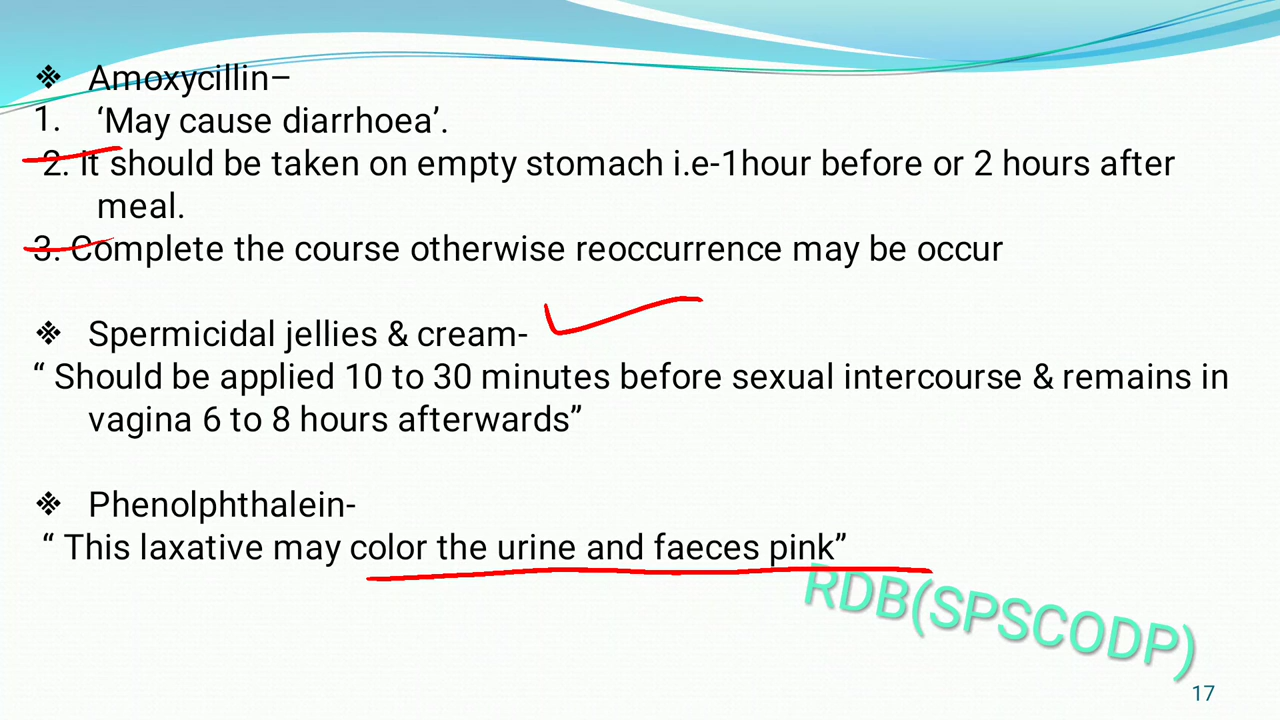 ❖ Amoxycillin–
1. ‘May cause diarrhoea’.
2. It should be taken on empty stomach i.e-1hour before or 2 hours after
meal.
3. Complete the course otherwise reoccurrence may be occur
❖ Spermicidal jellies & cream-
“ Should be applied 10 to 30 minutes before sexual intercourse & remains in
vagina 6 to 8 hours afterwards”
❖ Phenolphthalein-
“ This laxative may color the urine and faeces pink”
RDB(SPSCODP)
17